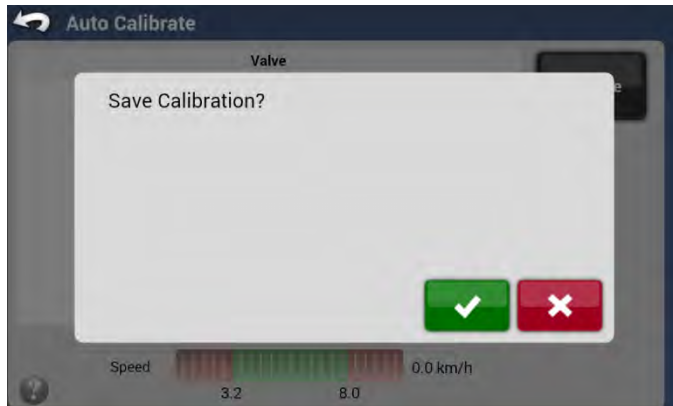 Auto Calibrate
Valve
Save Calibration?
Speed 0.0 km/h
3.2 8.0
?